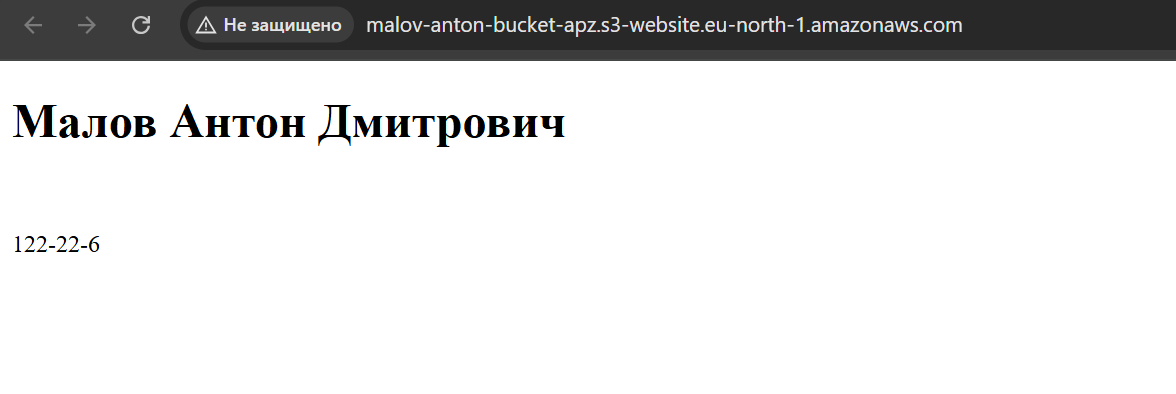 Не защищено malov-anton-bucket-apz.s3-website.eu-north-1.amazonaws.com
Малов Антон Дмитрович
122-22-6